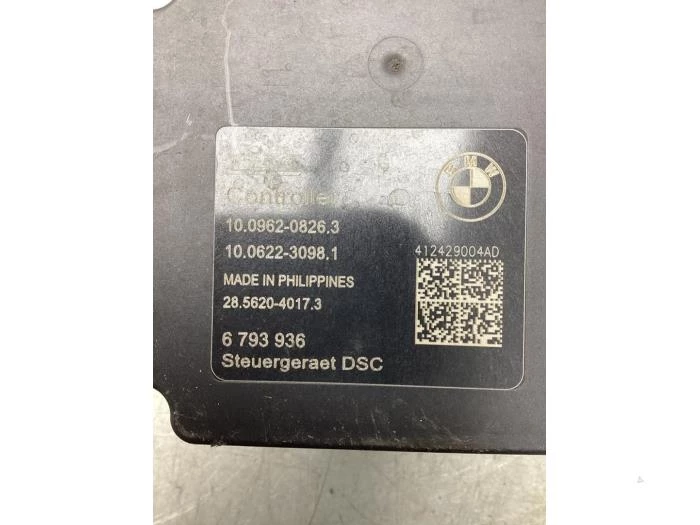 Controller
BMW
10.0962-0826.3
10.0622-3098.1
412429004AD
MADE IN PHILIPPINES
28.5620-4017.3
6 793 936
Steuergeraet DSC